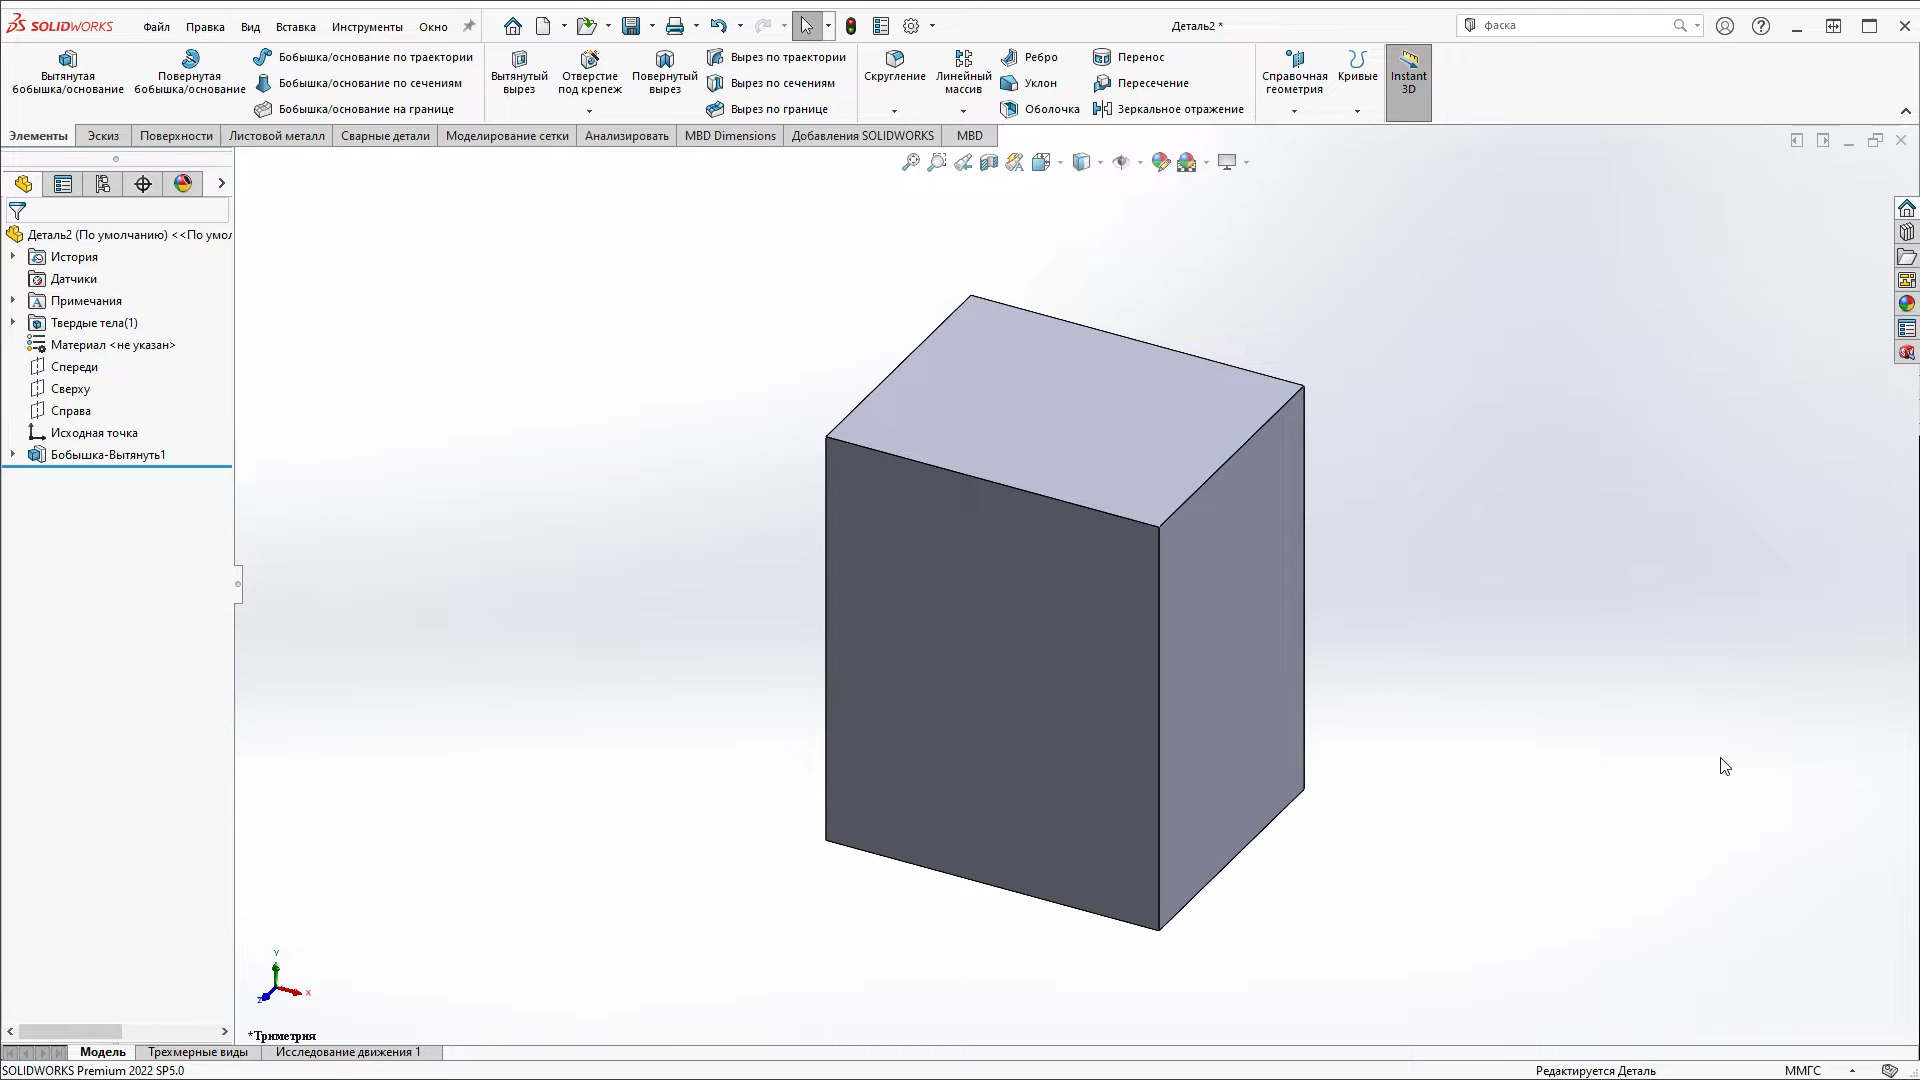 SOLIDWORKS Файл Правка Вид Вставка Инструменты Окно Деталь2 * фаска
Вытянутая бобышка/основание
Повернутая бобышка/основание
Бобышка/основание по траектории
Бобышка/основание по сечениям
Бобышка/основание на границе
Вытянутый вырез
Отверстие под крепеж
Повернутый вырез
Вырез по траектории
Вырез по сечениям
Вырез по границе
Скругление
Линейный массив
Ребро
Уклон
Оболочка
Перенос
Пересечение
Зеркальное отражение
Справочная геометрия
Кривые
Instant 3D
Элементы Эскиз Поверхности Листовой металл Сварные детали Моделирование сетки Анализировать MBD Dimensions Добавления SOLIDWORKS MBD
Деталь2 (По умолчанию) <<По умол
История
Датчики
A Примечания
Твердые тела(1)
Материал <не указан>
Спереди
Сверху
Справа
Исходная точка
Бобышка-Вытянуть1
Y
X
Z
*Триметрия
Модель Трехмерные виды Исследование движения 1
SOLIDWORKS Premium 2022 SP5.0 Редактируется Деталь ММГС